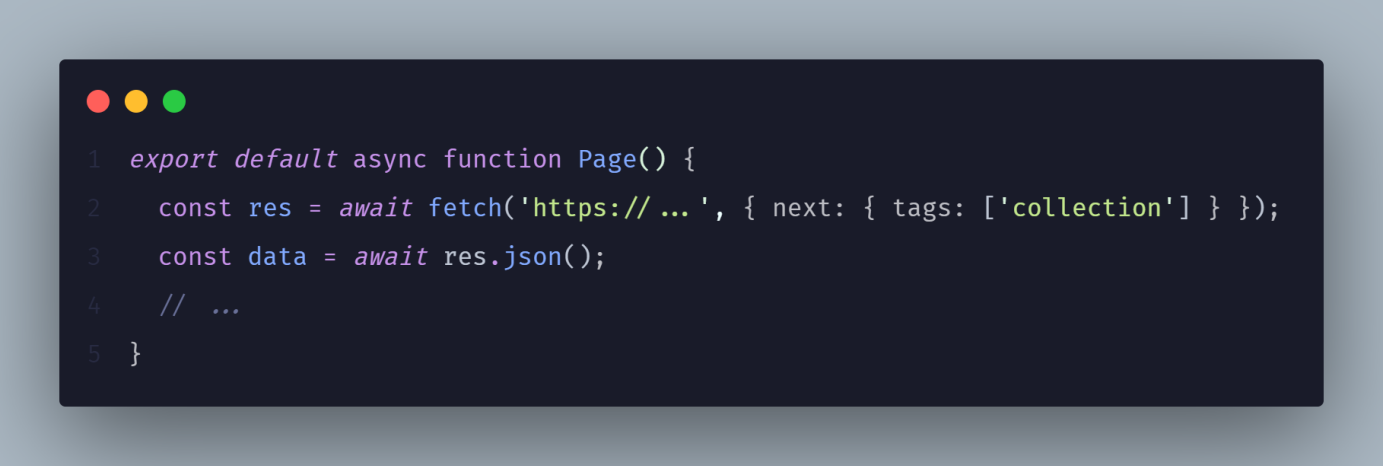 1 export default async function Page() {
2 const res = await fetch('https://...', { next: { tags: ['collection'] } });
3 const data = await res.json();
4 // ...
5 }